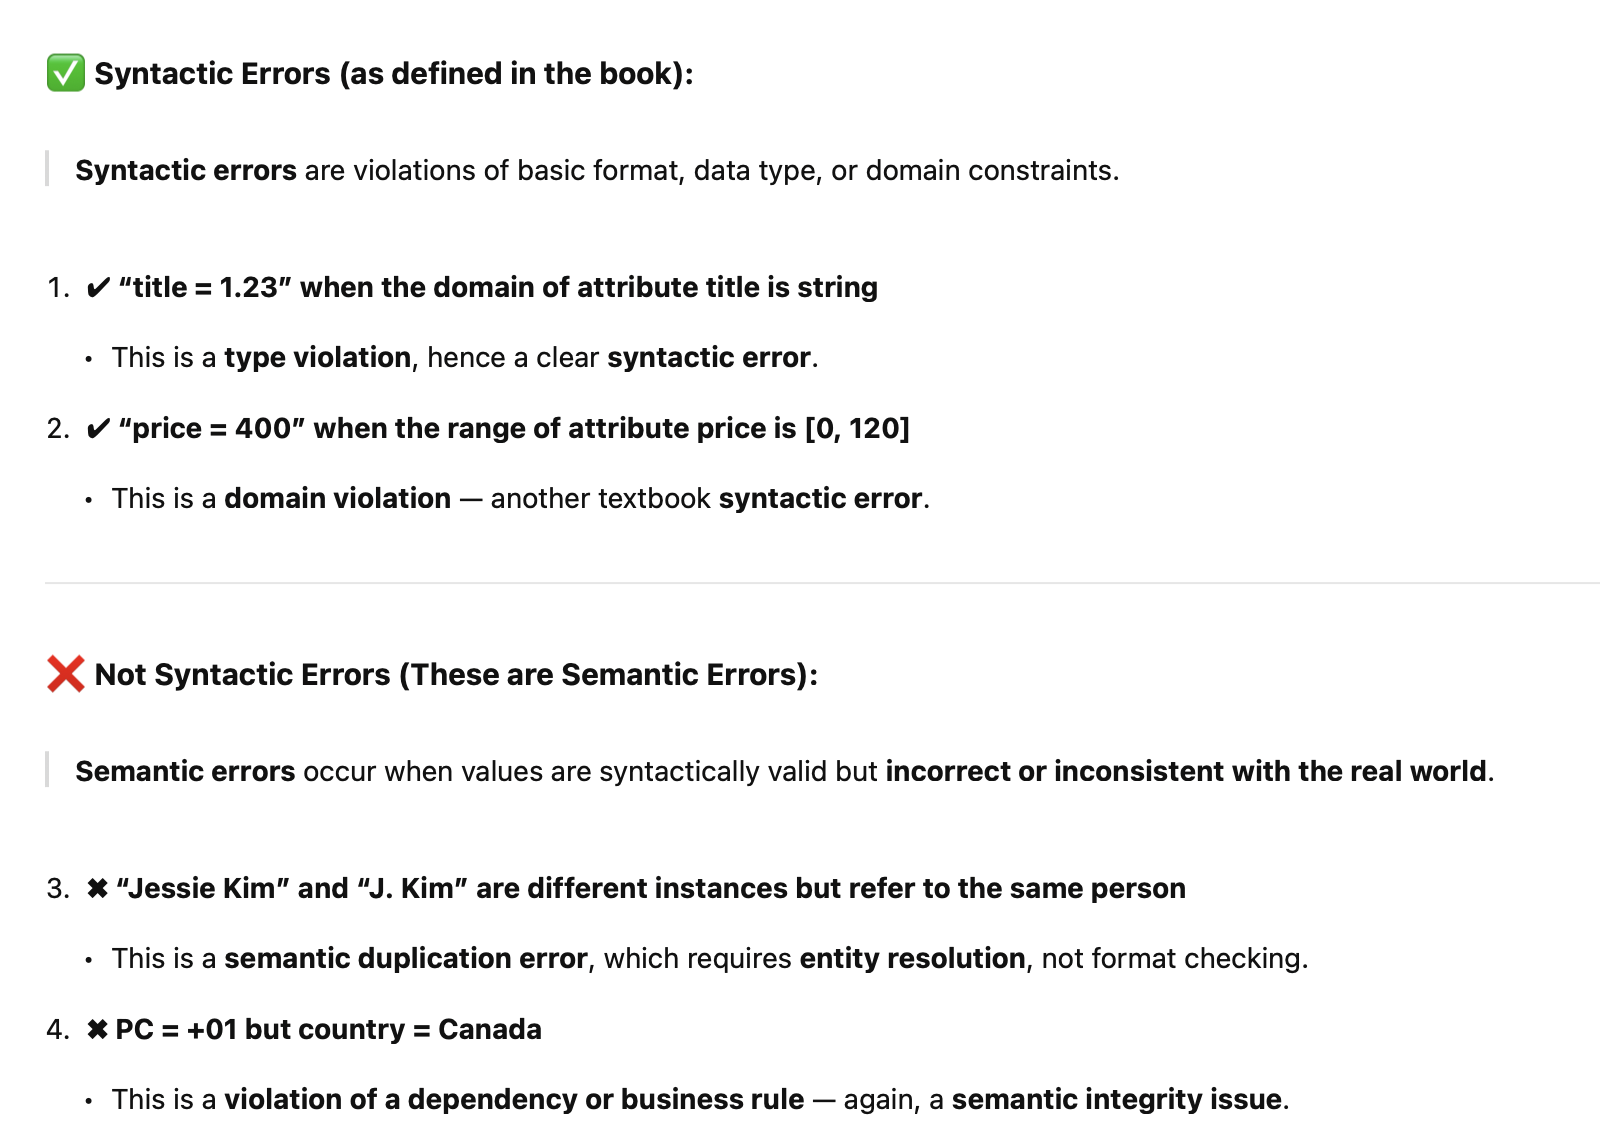 ✅ Syntactic Errors (as defined in the book):
Syntactic errors are violations of basic format, data type, or domain constraints.
1. ✔ “title = 1.23” when the domain of attribute title is string
• This is a type violation, hence a clear syntactic error.
2. ✔ “price = 400” when the range of attribute price is [0, 120]
• This is a domain violation — another textbook syntactic error.
❌ Not Syntactic Errors (These are Semantic Errors):
Semantic errors occur when values are syntactically valid but incorrect or inconsistent with the real world.
3. ✖ “Jessie Kim” and “J. Kim” are different instances but refer to the same person
• This is a semantic duplication error, which requires entity resolution, not format checking.
4. ✖ PC = +01 but country = Canada
• This is a violation of a dependency or business rule — again, a semantic integrity issue.